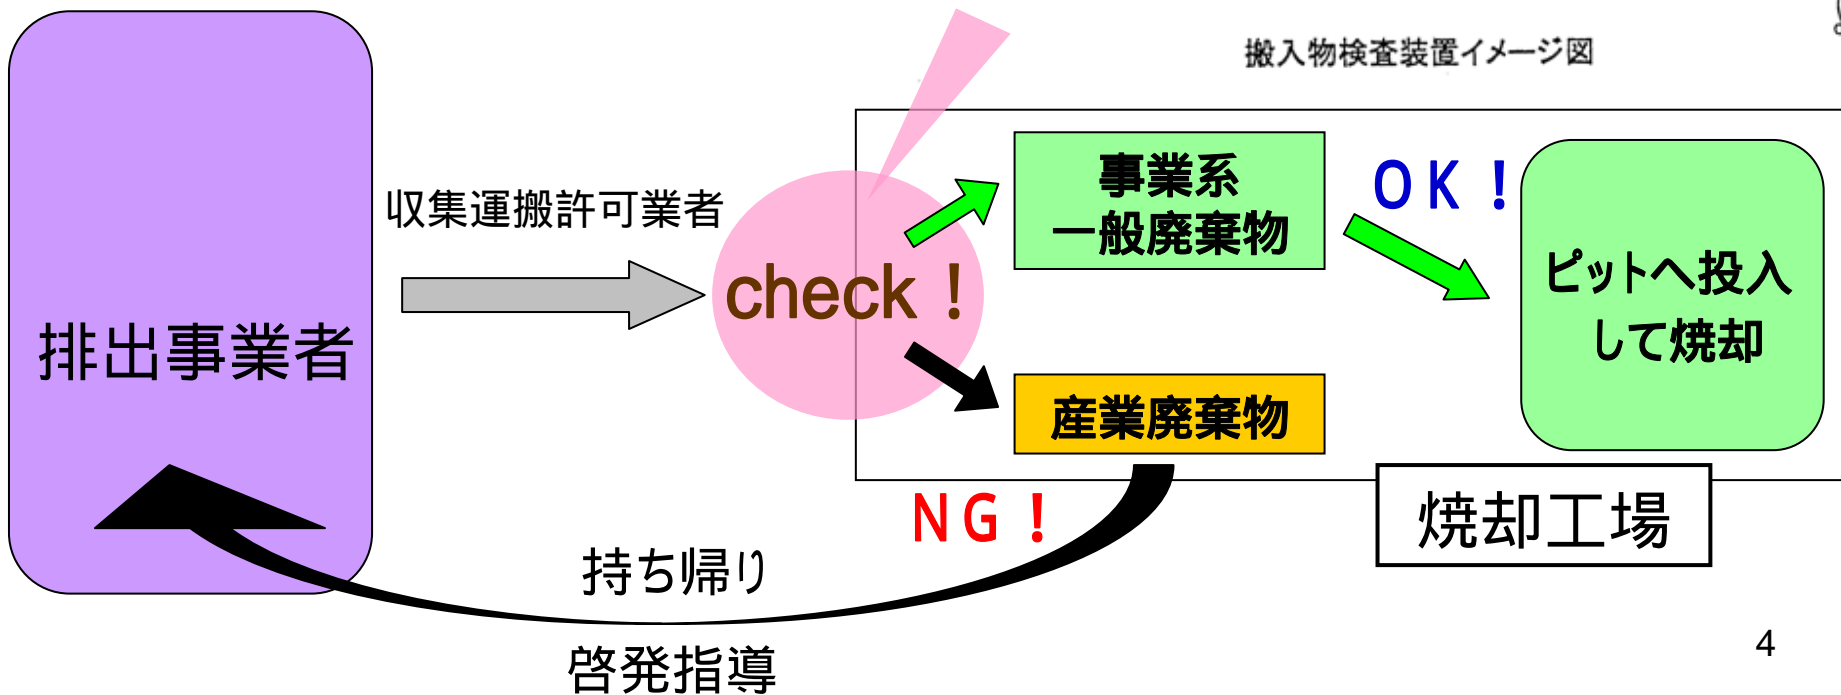 搬入物検査装置イメージ図
排出事業者
収集運搬許可業者
check！
事業系
一般廃棄物
OK！
ピットへ投入
して焼却
産業廃棄物
NG！
焼却工場
持ち帰り
啓発指導
4